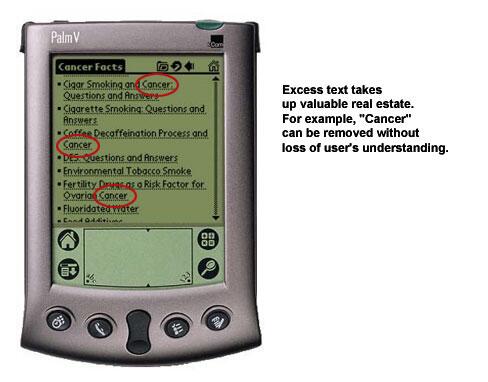 Palm V
3Com
Cancer Facts
Cigar Smoking and Cancer:
Questions and Answers
Cigarette Smoking: Questions and
Answers
Coffee Decaffeination Process and
Cancer
DES: Questions and Answers
Environmental Tobacco Smoke
Fertility Drugs as a Risk Factor for
Ovarian Cancer
Fluoridated Water
Food Additives
Excess text takes
up valuable real estate.
For example, "Cancer"
can be removed without
loss of user's understanding.